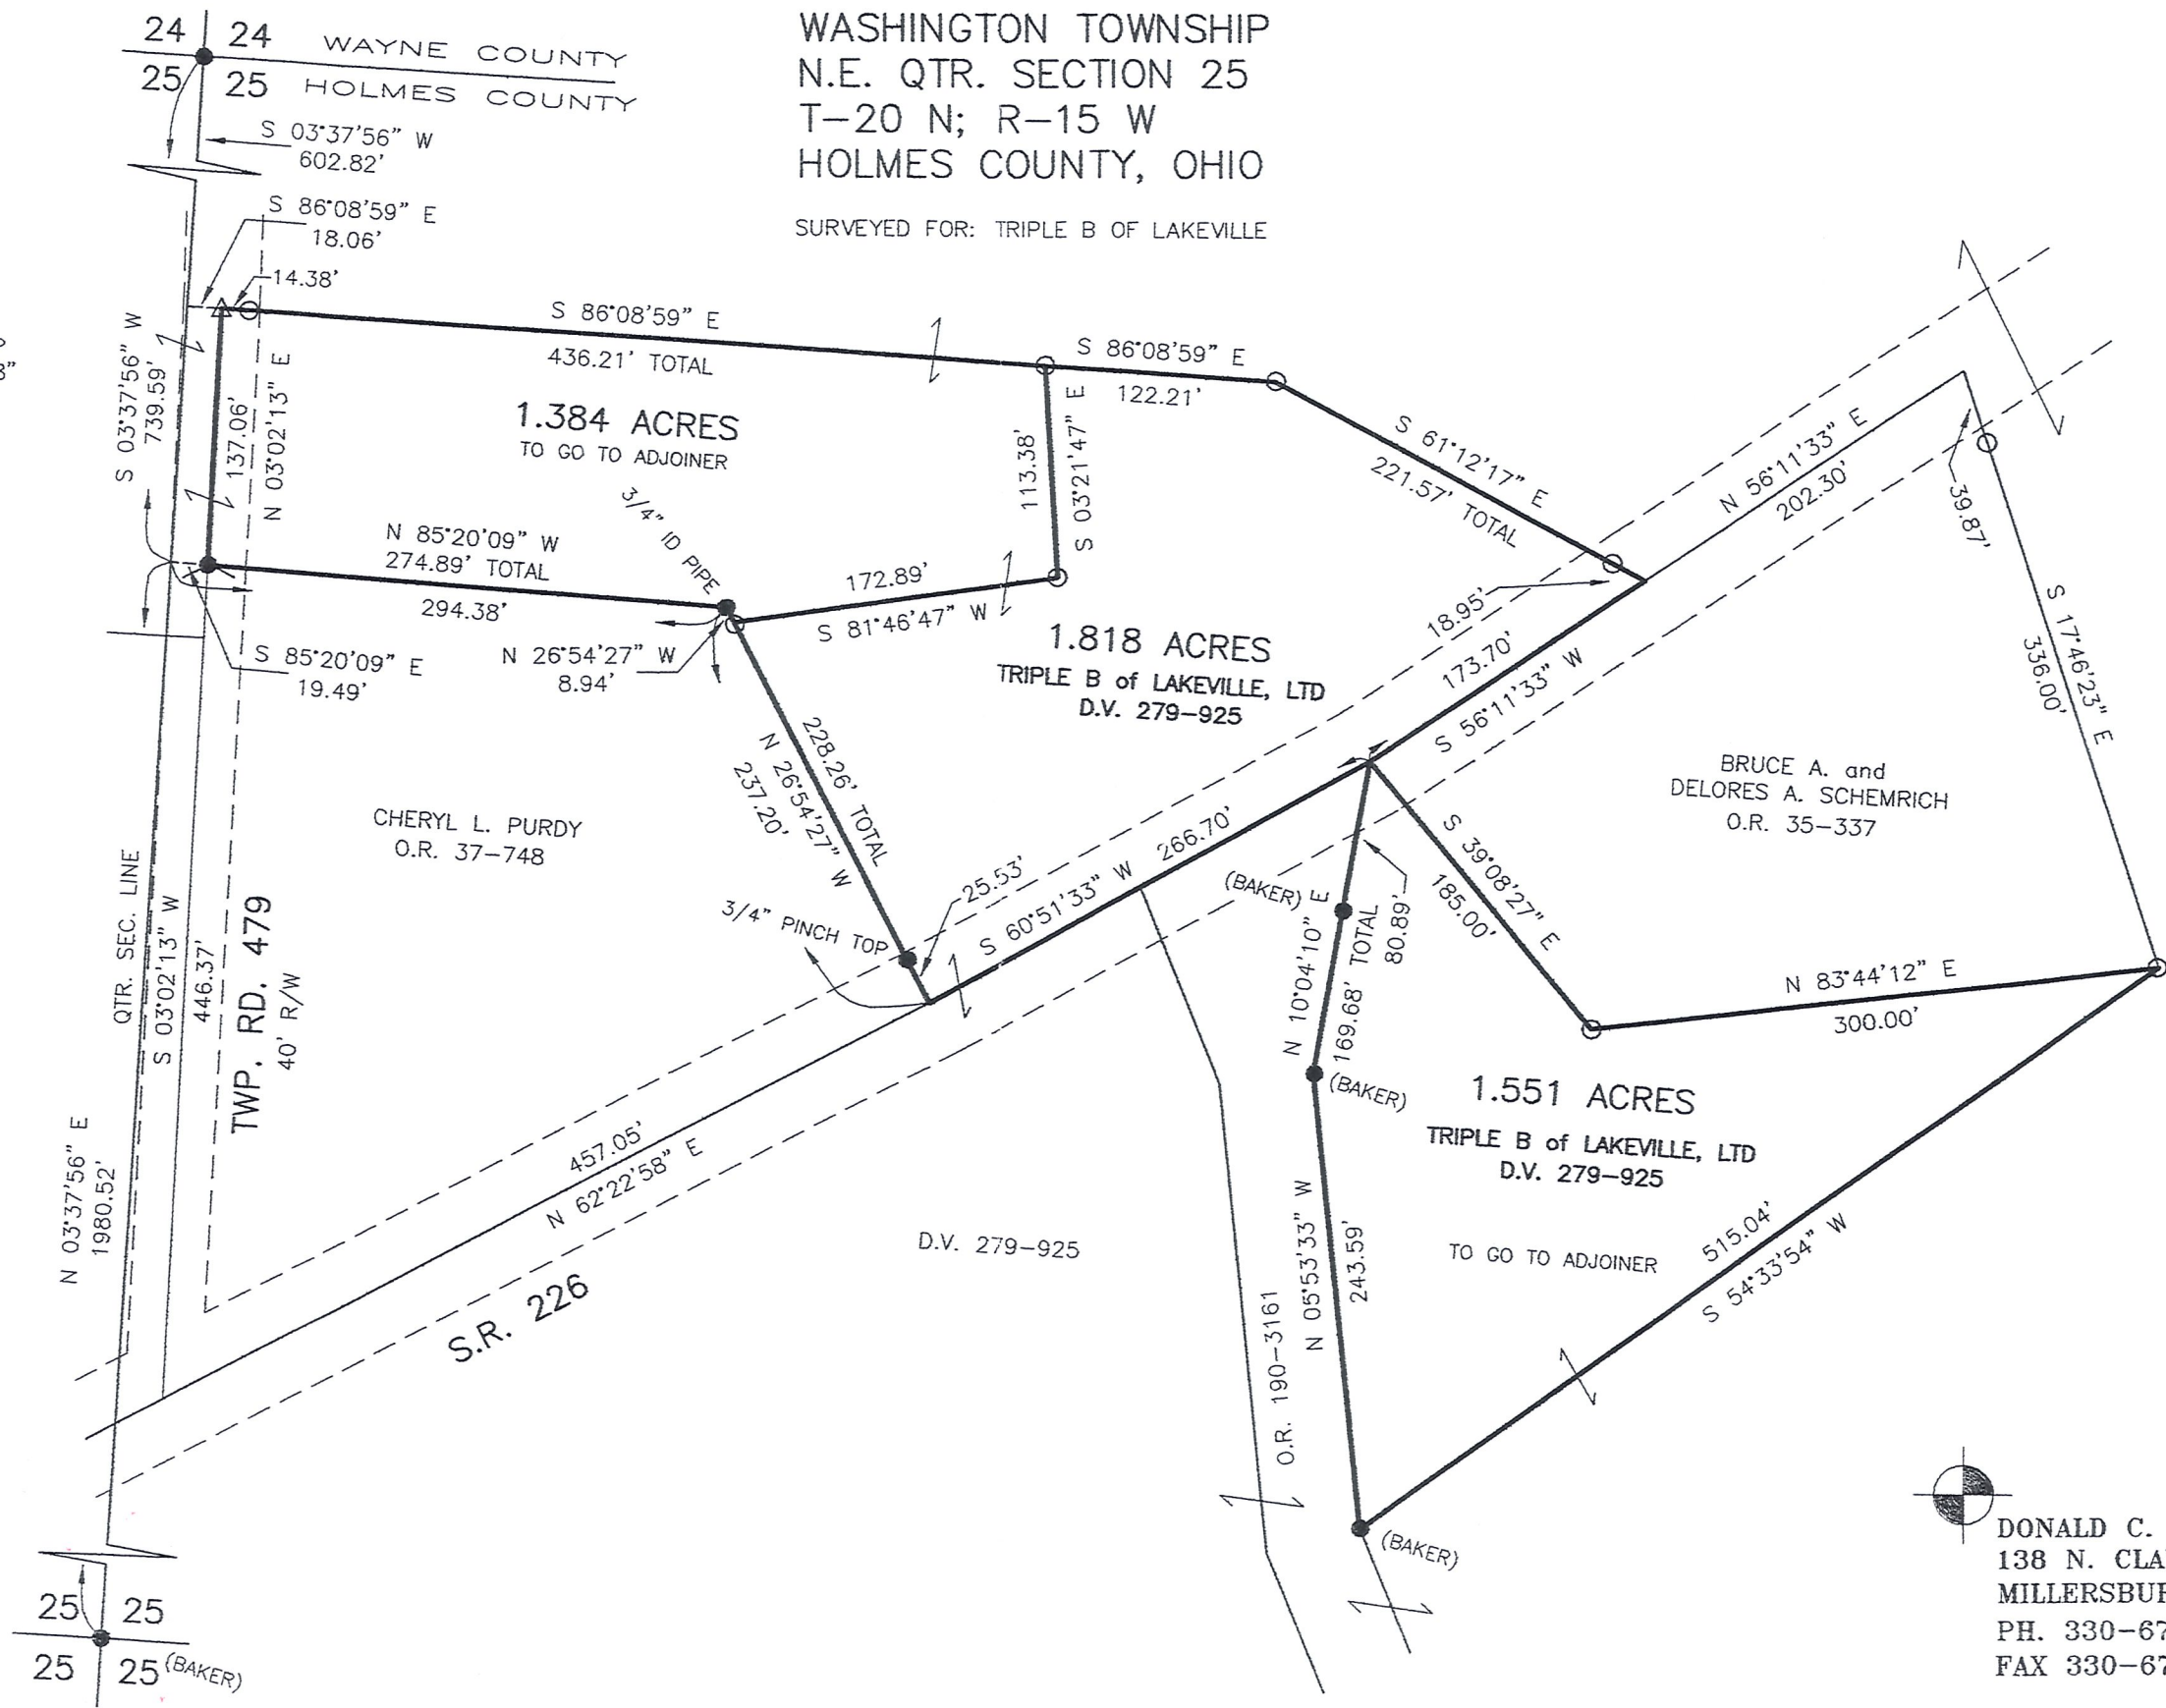 WASHINGTON TOWNSHIP
N.E. QTR. SECTION 25
T-20 N; R-15 W
HOLMES COUNTY, OHIO
SURVEYED FOR: TRIPLE B OF LAKEVILLE
24 24 WAYNE COUNTY
25 25 HOLMES COUNTY
S 03°37'56" W
602.82'
S 86°08'59" E
18.06'
14.38'
S 03°37'56" W
739.59'
137.06'
N 03°02'13" E
S 86°08'59" E
436.21' TOTAL
1.384 ACRES
TO GO TO ADJOINER
S 86°08'59" E
122.21'
113.38'
S 03°21'47" E
S 61°12'17" E
221.57' TOTAL
18.95'
N 56°11'33" E
202.30'
39.87'
S 17°46'23" E
336.00'
N 85°20'09" W
274.89' TOTAL
294.38'
3/4" ID PIPE
172.89'
S 81°46'47" W
S 85°20'09" E
19.49'
N 26°54'27" W
8.94'
1.818 ACRES
TRIPLE B of LAKEVILLE, LTD
D.V. 279-925
173.70'
S 56°11'33" W
228.26' TOTAL
N 26°54'27" W
237.20'
CHERYL L. PURDY
O.R. 37-748
BRUCE A. and
DELORES A. SCHEMRICH
O.R. 35-337
3/4" PINCH TOP
25.53'
S 60°51'33" W 266.70'
(BAKER)
N 10°04'10" E
169.68' TOTAL
80.89'
(BAKER)
S 39°08'27" E
185.00'
N 83°44'12" E
300.00'
QTR. SEC. LINE
S 03°02'13" W
446.37'
TWP. RD. 479
40' R/W
N 03°37'56" E
1980.52'
457.05'
N 62°22'58" E
S.R. 226
D.V. 279-925
O.R. 190-3161
N 05°53'33" W
243.59'
1.551 ACRES
TRIPLE B of LAKEVILLE, LTD
D.V. 279-925
TO GO TO ADJOINER
515.04'
S 54°33'54" W
(BAKER)
25 25
25 25 (BAKER)
DONALD C.
138 N. CLA
MILLERSBUR
PH. 330-67
FAX 330-67